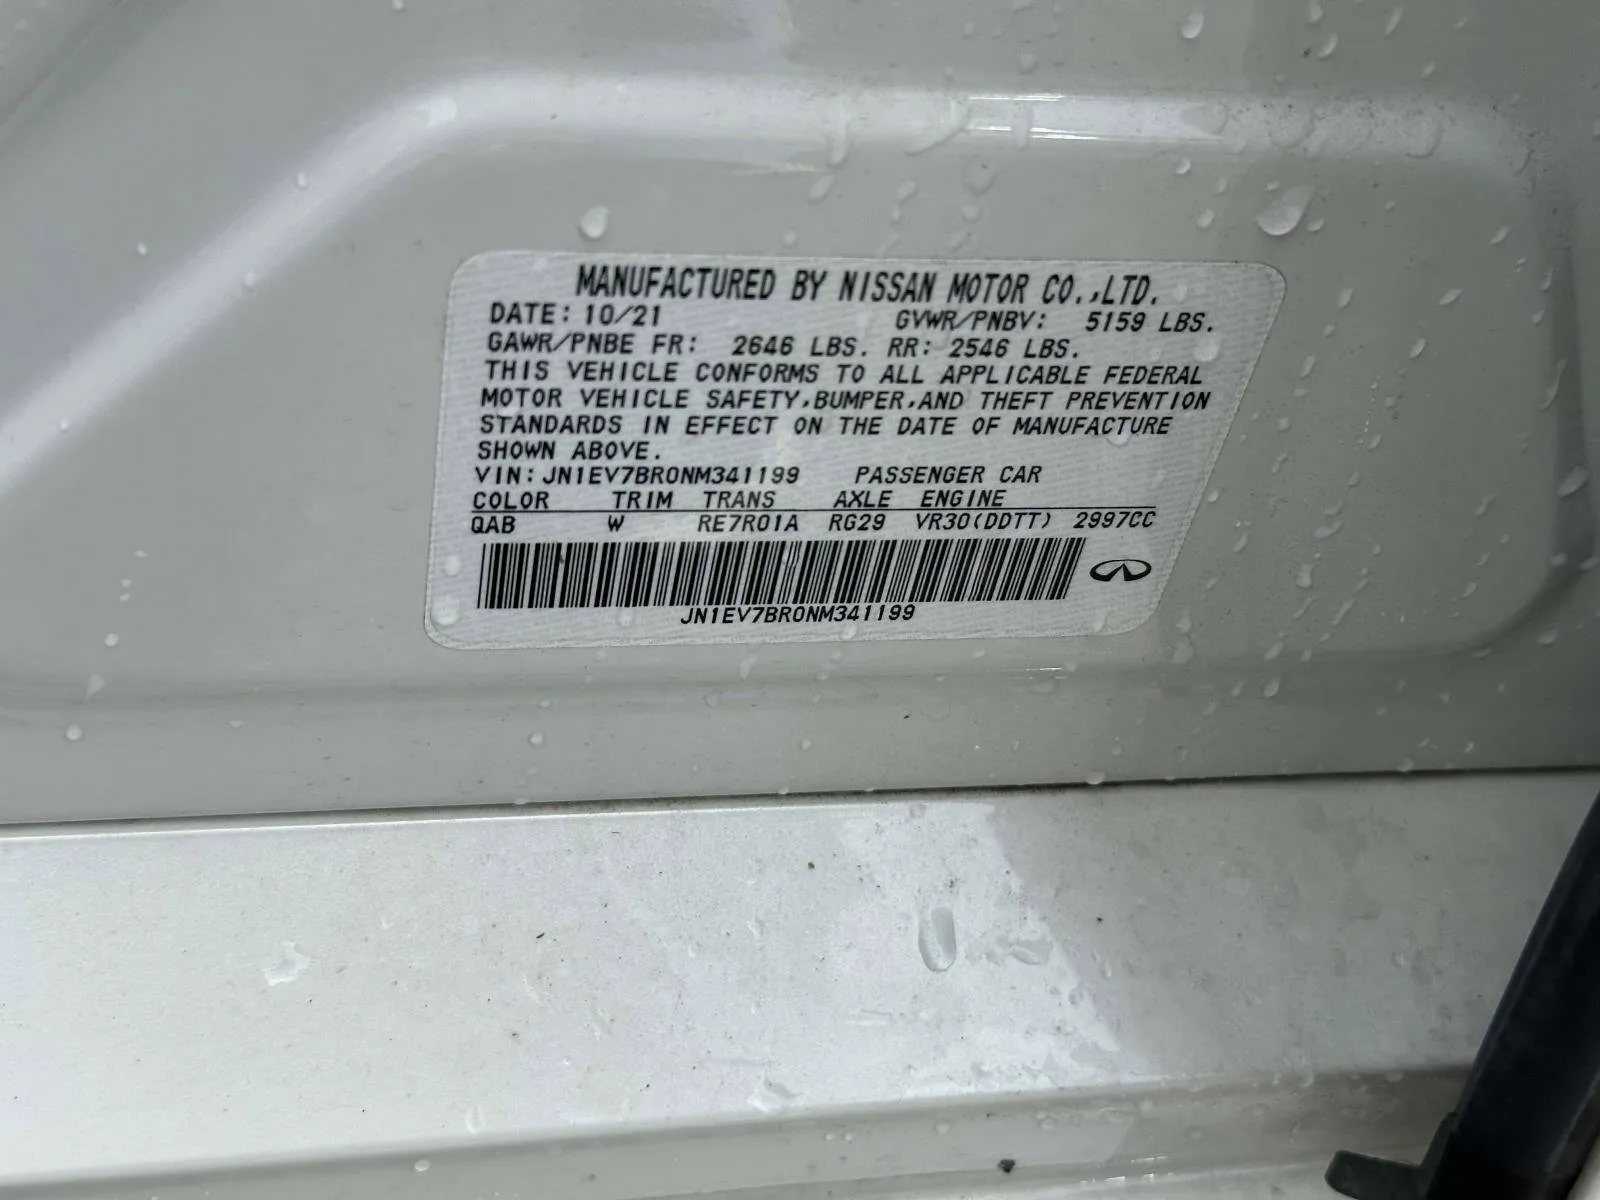 MANUFACTURED BY NISSAN MOTOR CO.,LTD.
DATE: 10/21 GVWR/PNBV: 5159 LBS.
GAWR/PNBE FR: 2646 LBS. RR: 2546 LBS.
THIS VEHICLE CONFORMS TO ALL APPLICABLE FEDERAL
MOTOR VEHICLE SAFETY,BUMPER,AND THEFT PREVENTION
STANDARDS IN EFFECT ON THE DATE OF MANUFACTURE
SHOWN ABOVE.
VIN:JN1EV7BR0NM341199 PASSENGER CAR
COLOR TRIM TRANS AXLE ENGINE
QAB W RE7R01A RG29 VR30(DDTT) 2997CC
JN1EV7BR0NM341199